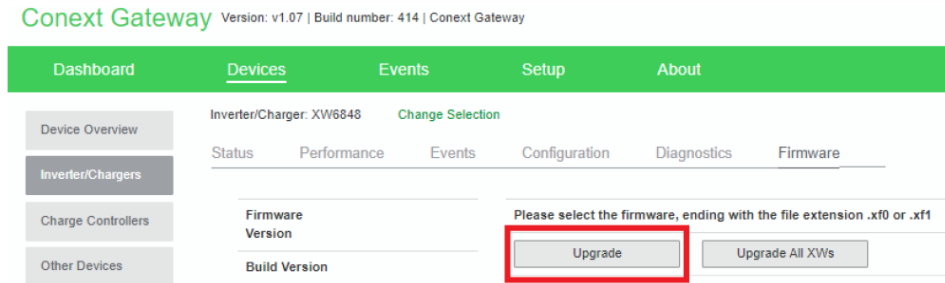 Conext Gateway Version: v1.07 | Build number: 414 | Conext Gateway
Dashboard Devices Events Setup About
Device Overview
Inverter/Chargers
Charge Controllers
Other Devices
Inverter/Charger: XW6848 Change Selection
Status Performance Events Configuration Diagnostics Firmware
Firmware
Version
Build Version
Please select the firmware, ending with the file extension .xf0 or .xf1
Upgrade Upgrade All XWs